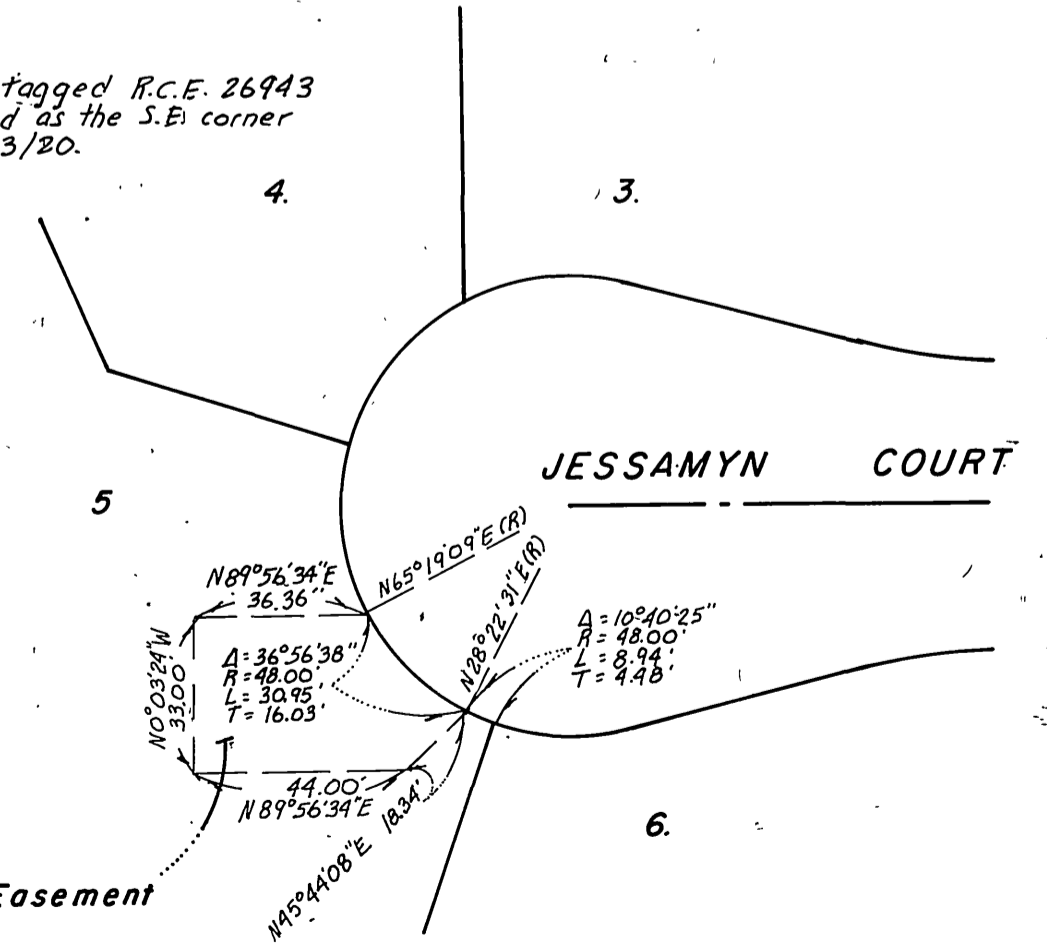 tagged R.C.E. 26943
d as the S.E. corner
3/20.
4.
3.
JESSAMYN COURT
5
N65°19'09"E (R)
N89°56'34"E
36.36'
N28°22'31"E (R)
Δ=10°40'25"
R=48.00'
L=8.94'
T=4.48'
Δ=36°56'38"
R=48.00'
L=30.95'
T=16.03'
N0°03'24"W
33.00'
44.00'
N89°56'34"E
N45°44'08"E 18.34'
6.
Easement